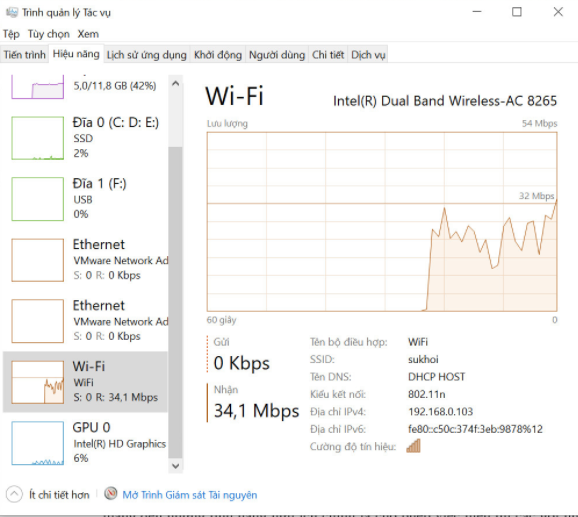 Trình quản lý Tác vụ
Tệp Tùy chọn Xem
Tiến trình Hiệu năng Lịch sử ứng dụng Khởi động Người dùng Chi tiết Dịch vụ
5,0/11,8 GB (42%)
Đĩa 0 (C: D: E:)
SSD
2%
Đĩa 1 (F:)
USB
0%
Ethernet
VMware Network Ad
S: 0 R: 0 Kbps
Ethernet
VMware Network Ad
S: 0 R: 0 Kbps
Wi-Fi
WiFi
S: 0 R: 34,1 Mbps
GPU 0
Intel(R) HD Graphics
6%
Wi-Fi
Intel(R) Dual Band Wireless-AC 8265
Lưu lượng
54 Mbps
32 Mbps
60 giây
0
Gửi
0 Kbps
Nhận
34,1 Mbps
Tên bộ điều hợp: WiFi
SSID: sukhoi
Tên DNS: DHCP HOST
Kiểu kết nối: 802.11n
Địa chỉ IPv4: 192.168.0.103
Địa chỉ IPv6: fe80::c50c:374f:3eb:9878%12
Cường độ tín hiệu:
Ít chi tiết hơn
Mở Trình Giám sát Tài nguyên